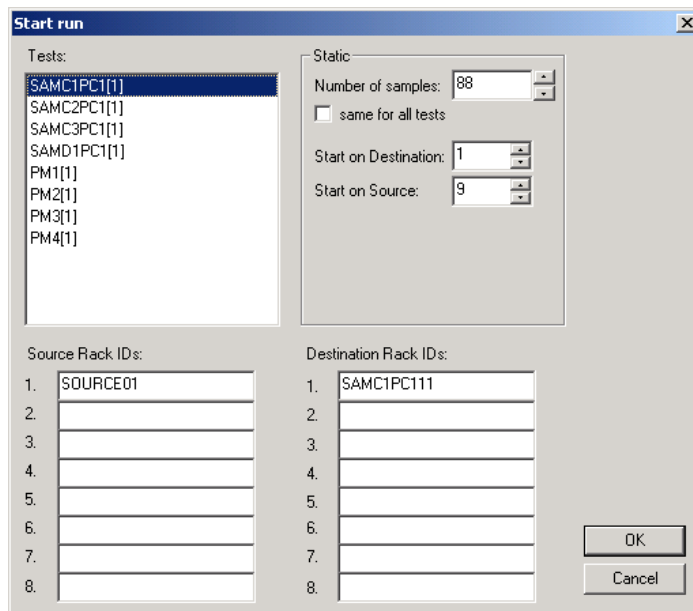 Start run
Tests:
SAMC1PC1[1]
SAMC2PC1[1]
SAMC3PC1[1]
SAMD1PC1[1]
PM1[1]
PM2[1]
PM3[1]
PM4[1]
Static
Number of samples: 88
same for all tests
Start on Destination: 1
Start on Source: 9
Source Rack IDs:
1. SOURCE01
2.
3.
4.
5.
6.
7.
8.
Destination Rack IDs:
1. SAMC1PC111
2.
3.
4.
5.
6.
7.
8.
OK
Cancel